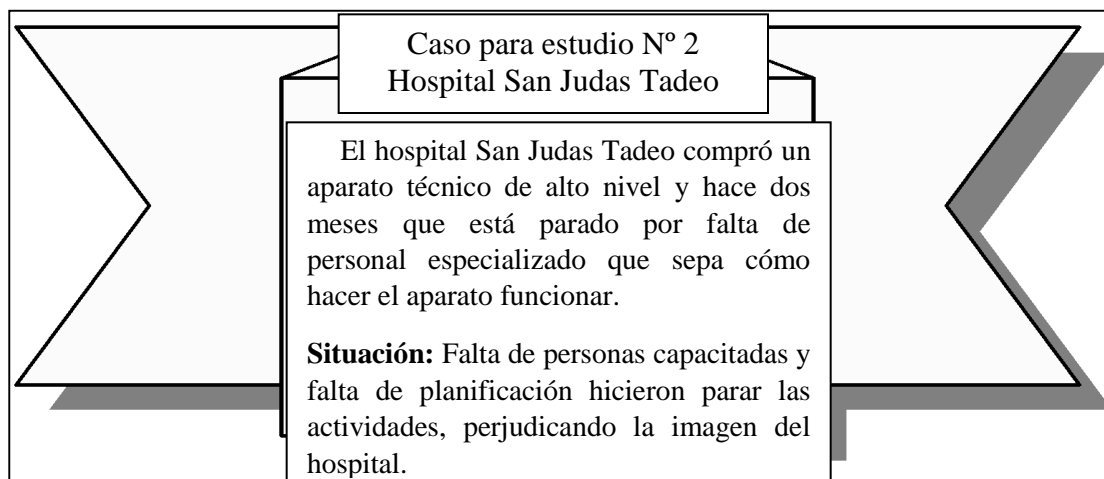 Caso para estudio Nº 2
Hospital San Judas Tadeo
El hospital San Judas Tadeo compró un
aparato técnico de alto nivel y hace dos
meses que está parado por falta de
personal especializado que sepa cómo
hacer el aparato funcionar.
Situación: Falta de personas capacitadas y
falta de planificación hicieron parar las
actividades, perjudicando la imagen del
hospital.